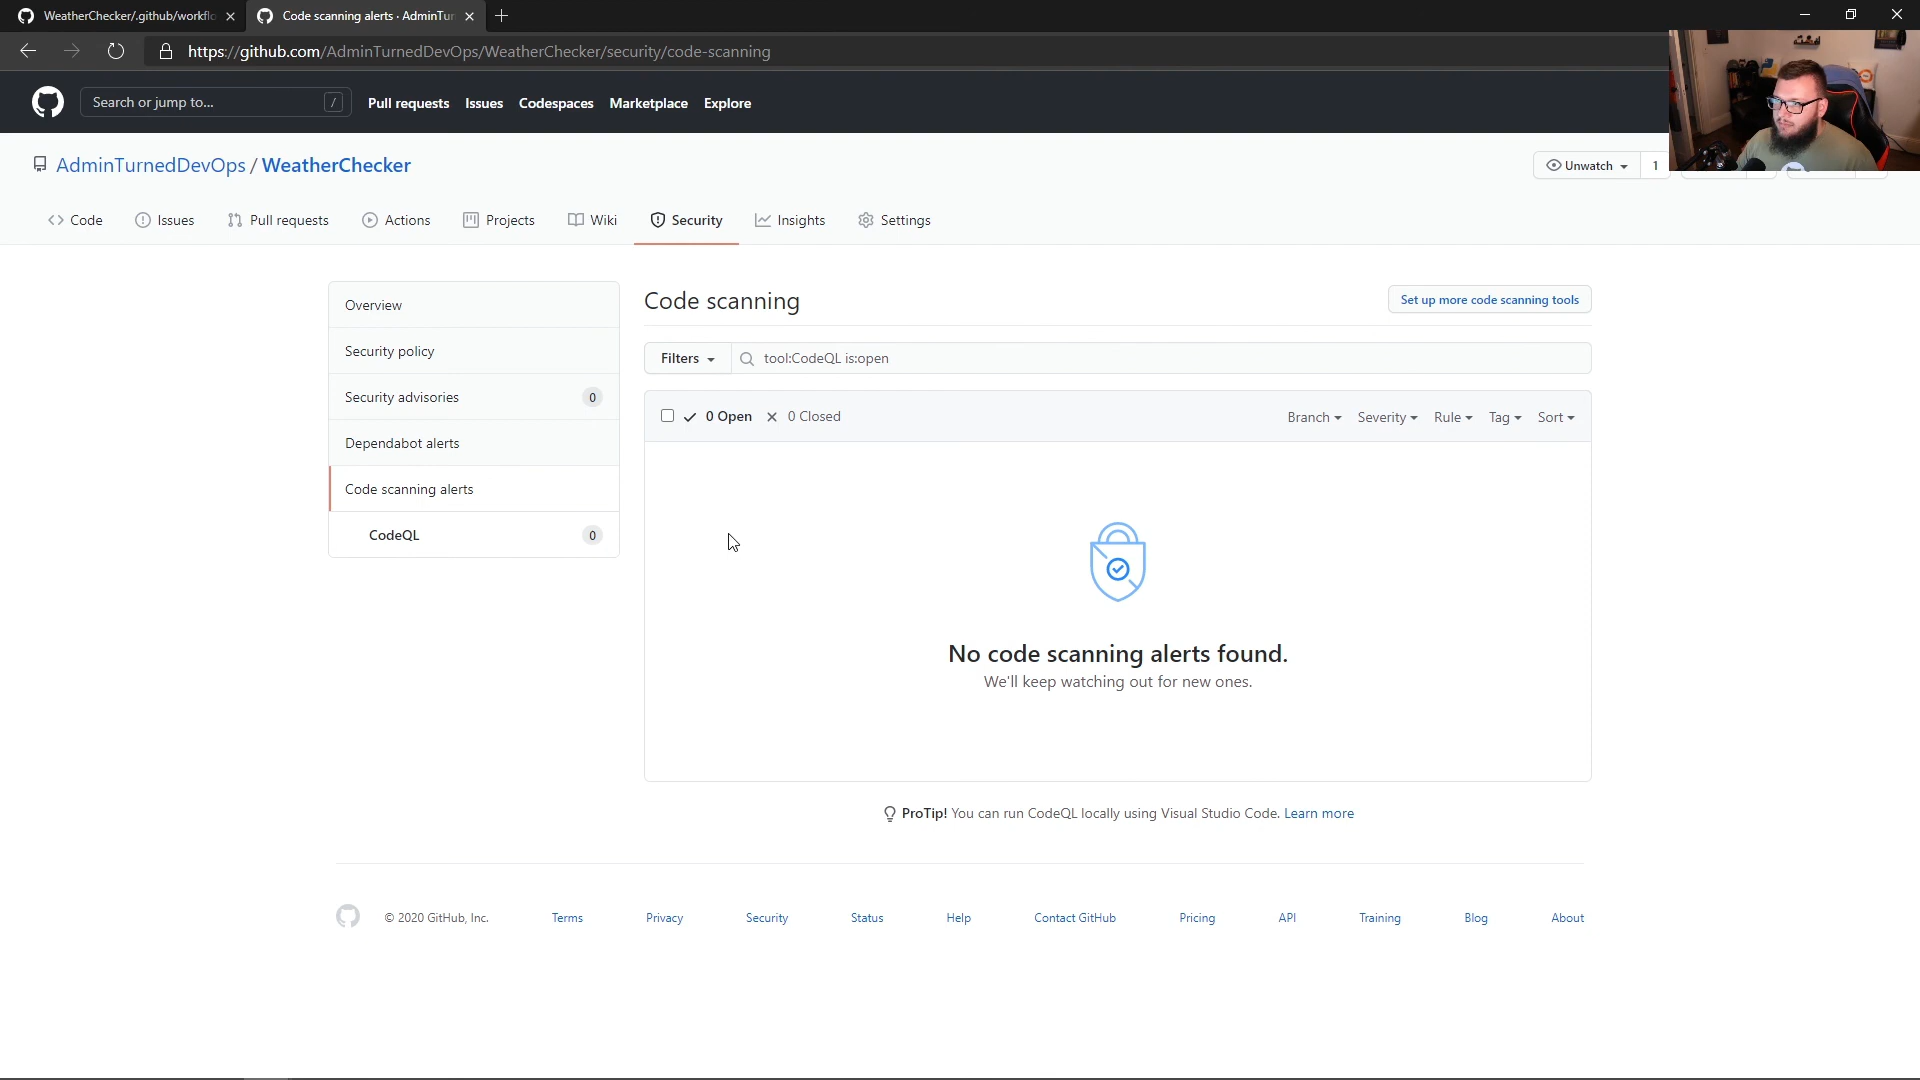 WeatherChecker/.github/workflo
Code scanning alerts · AdminTur
https://github.com/AdminTurnedDevOps/WeatherChecker/security/code-scanning
Search or jump to... /
Pull requests Issues Codespaces Marketplace Explore
AdminTurnedDevOps / WeatherChecker
Unwatch 1
Code Issues Pull requests Actions Projects Wiki Security Insights Settings
Overview
Security policy
Security advisories 0
Dependabot alerts
Code scanning alerts
CodeQL 0
Code scanning
Set up more code scanning tools
Filters tool:CodeQL is:open
0 Open 0 Closed
Branch Severity Rule Tag Sort
No code scanning alerts found.
We'll keep watching out for new ones.
ProTip! You can run CodeQL locally using Visual Studio Code. Learn more
© 2020 GitHub, Inc. Terms Privacy Security Status Help Contact GitHub Pricing API Training Blog About